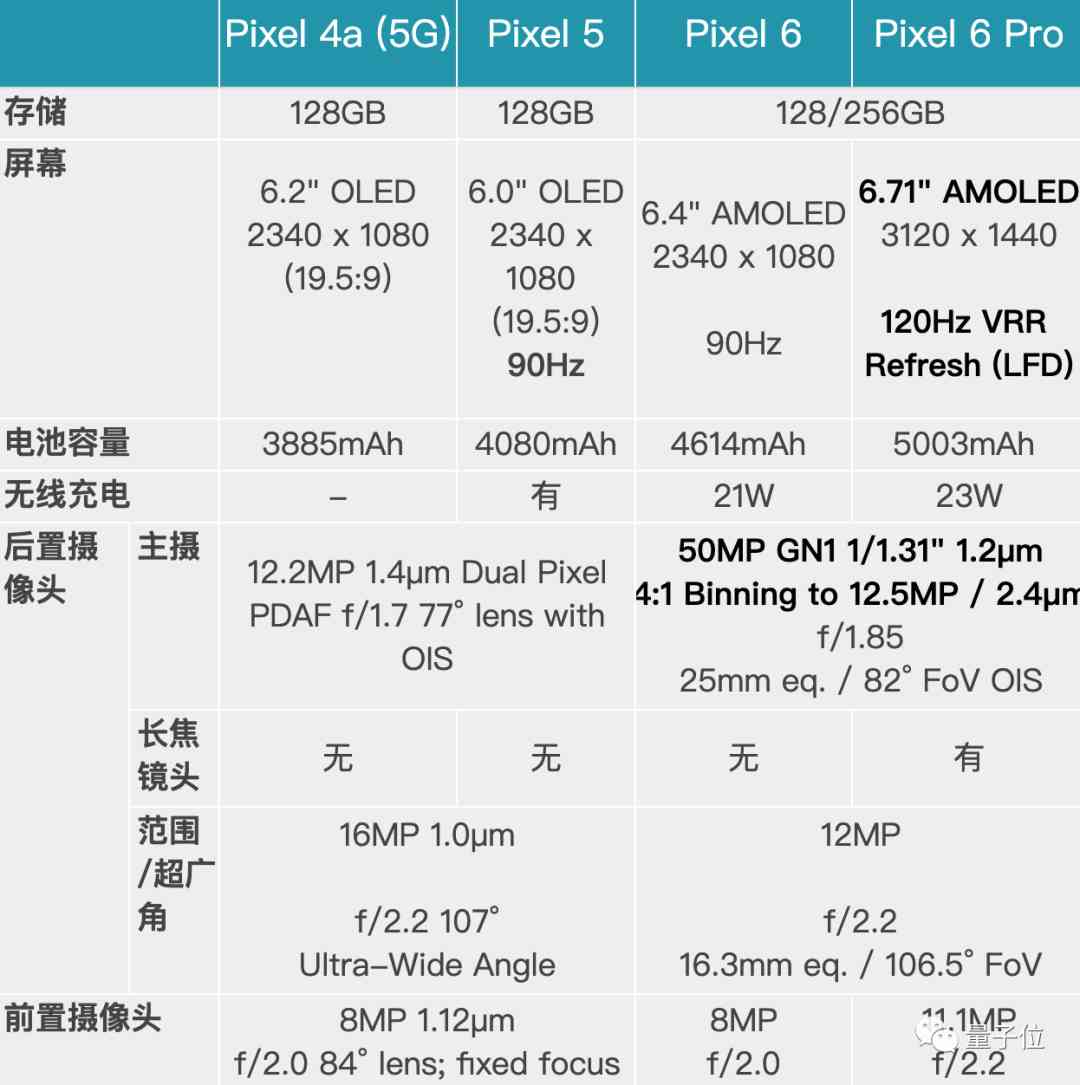 Pixel 4a (5G) Pixel 5 Pixel 6 Pixel 6 Pro
存储 128GB 128GB 128/256GB
屏幕
6.2" OLED
2340 x 1080
(19.5:9)
6.0" OLED
2340 x
1080
(19.5:9)
90Hz
6.4" AMOLED
2340 x 1080
90Hz
6.71" AMOLED
3120 x 1440
120Hz VRR
Refresh (LFD)
电池容量 3885mAh 4080mAh 4614mAh 5003mAh
无线充电 – 有 21W 23W
后置摄
像头
主摄
12.2MP 1.4μm Dual Pixel
PDAF f/1.7 77° lens with
OIS
50MP GN1 1/1.31" 1.2μm
4:1 Binning to 12.5MP / 2.4μm
f/1.85
25mm eq. / 82° FoV OIS
长焦
镜头
无 无 无 有
范围
/超广
角
16MP 1.0μm
f/2.2 107°
Ultra–Wide Angle
12MP
f/2.2
16.3mm eq. / 106.5° FoV
前置摄像头
8MP 1.12μm
f/2.0 84° lens; fixed focus
8MP
f/2.0
11.1MP
f/2.2
量子位